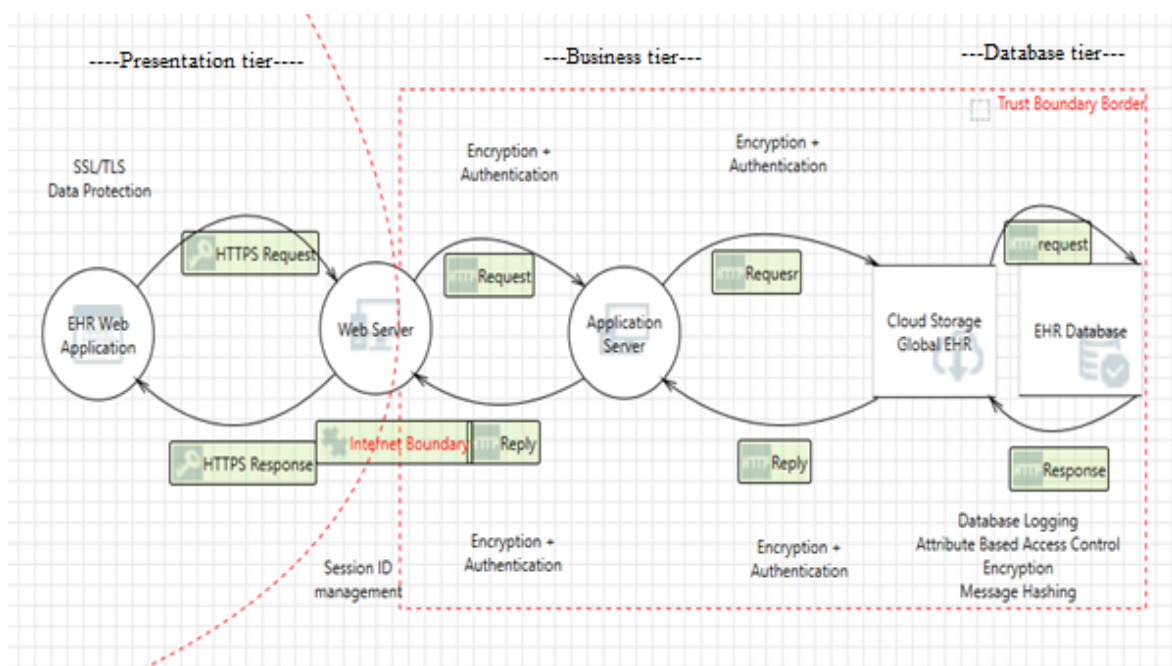 ----Presentation tier----
---Business tier---
---Database tier---
Trust Boundary Border
SSL/TLS
Data Protection
Encryption +
Authentication
Encryption +
Authentication
HTTPS Request
Request
Requesr
request
EHR Web
Application
Web Server
Application
Server
Cloud Storage
Global EHR
EHR Database
HTTPS Response
Internet Boundary
Reply
Reply
Response
Session ID
management
Encryption +
Authentication
Encryption +
Authentication
Database Logging
Attribute Based Access Control
Encryption
Message Hashing